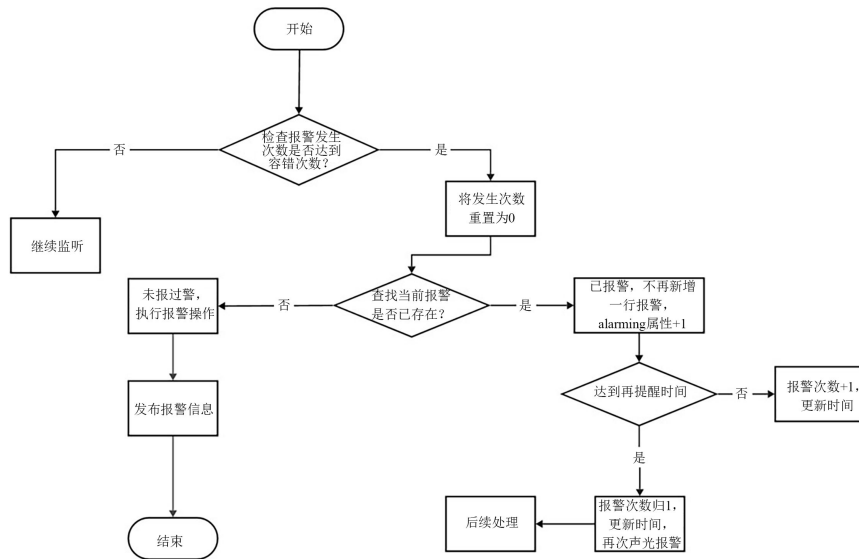 开始
检查报警发生
次数是否达到
容错次数？
否
是
将发生次数
重置为0
继续监听
查找当前报警
是否已存在？
否
是
未报过警，
执行报警操作
已报警，不再新增
一行报警，
alarming属性+1
发布报警信息
达到再提醒时间
否
报警次数+1，
更新时间
是
报警次数归1，
更新时间，
再次声光报警
后续处理
结束